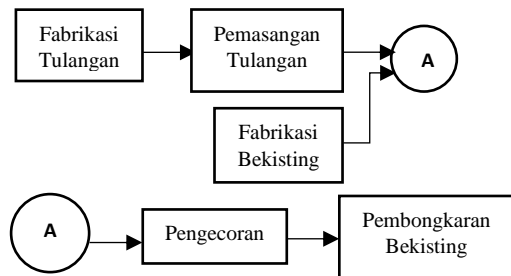 Fabrikasi
Tulangan
Pemasangan
Tulangan
A
Fabrikasi
Bekisting
A
Pengecoran
Pembongkaran
Bekisting